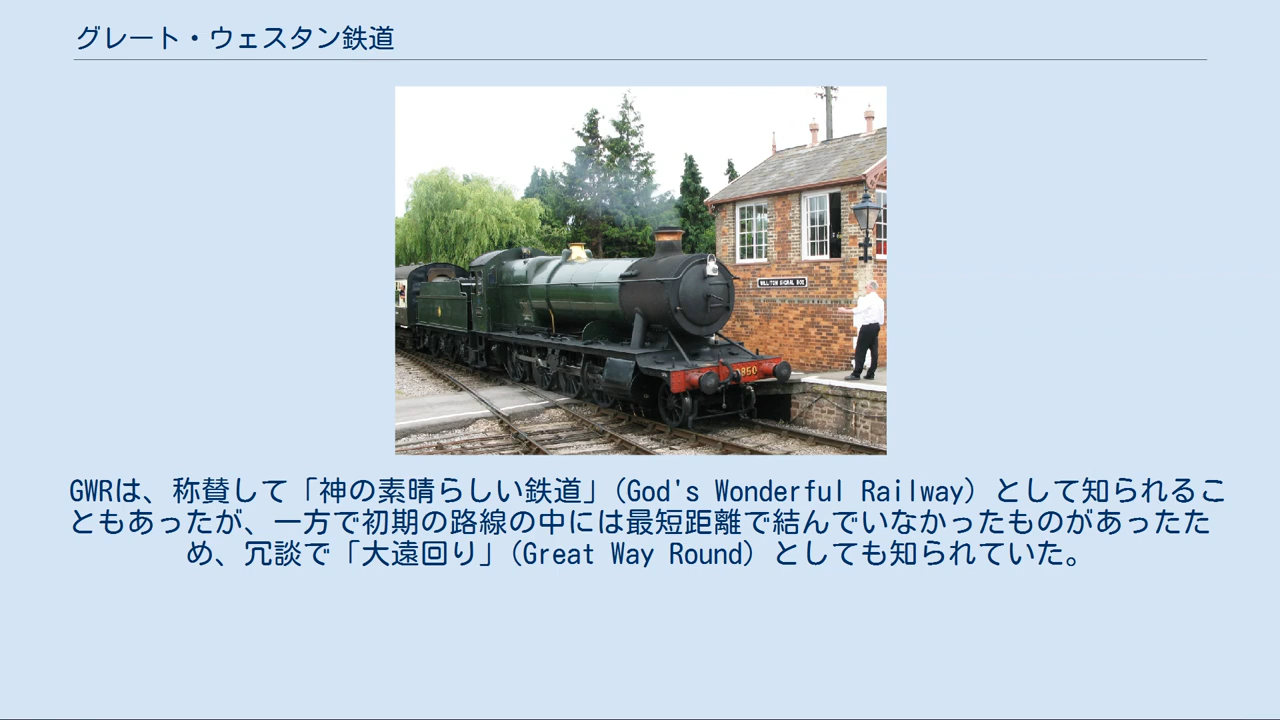 グレート・ウェスタン鉄道
WILLITON SIGNAL BOX
3850
GWRは、称賛して「神の素晴らしい鉄道」(God's Wonderful Railway) として知られるこ
ともあったが、一方で初期の路線の中には最短距離で結んでいなかったものがあったた
め、冗談で「大遠回り」(Great Way Round) としても知られていた。